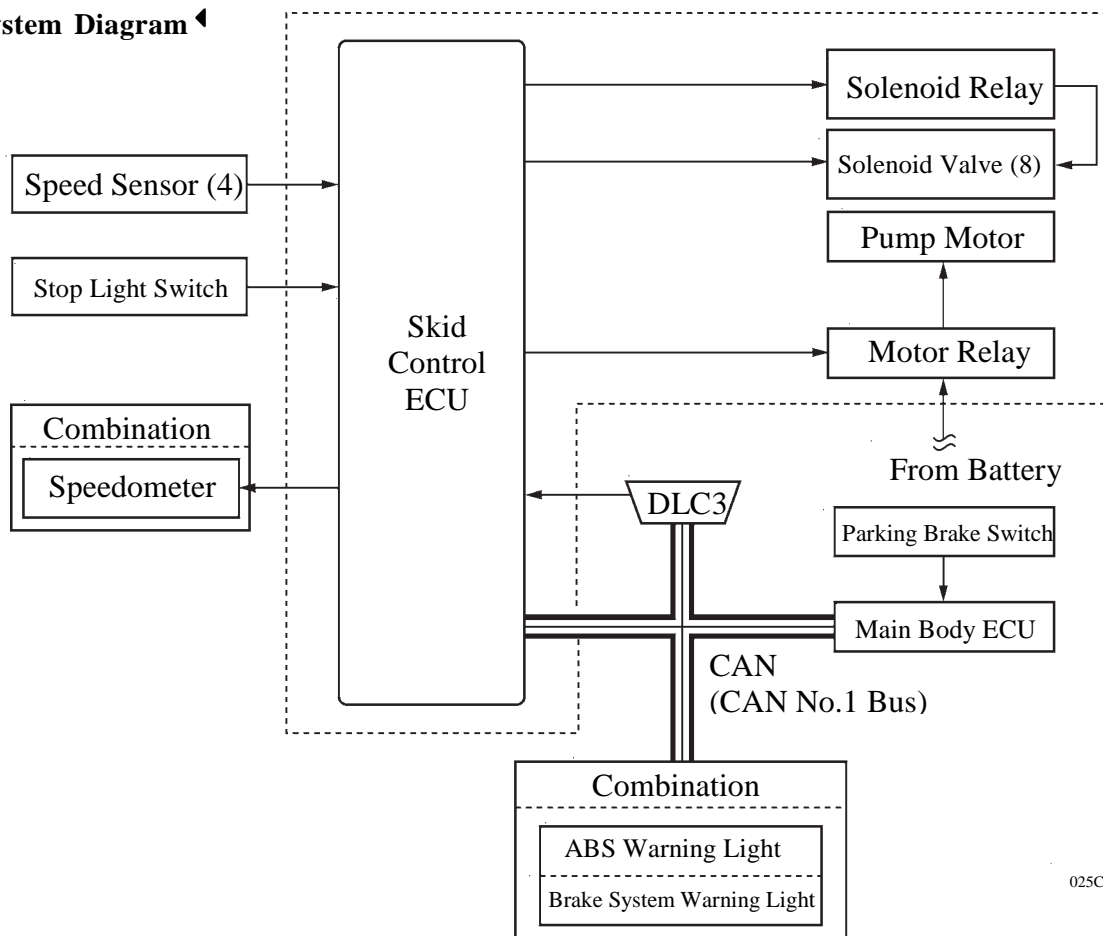 ystem Diagram
Solenoid Relay
Speed Sensor (4)
Solenoid Valve (8)
Pump Motor
Stop Light Switch
Skid
Control
ECU
Motor Relay
Combination
Speedometer
From Battery
DLC3
Parking Brake Switch
Main Body ECU
CAN
(CAN No.1 Bus)
Combination
ABS Warning Light
Brake System Warning Light
025C